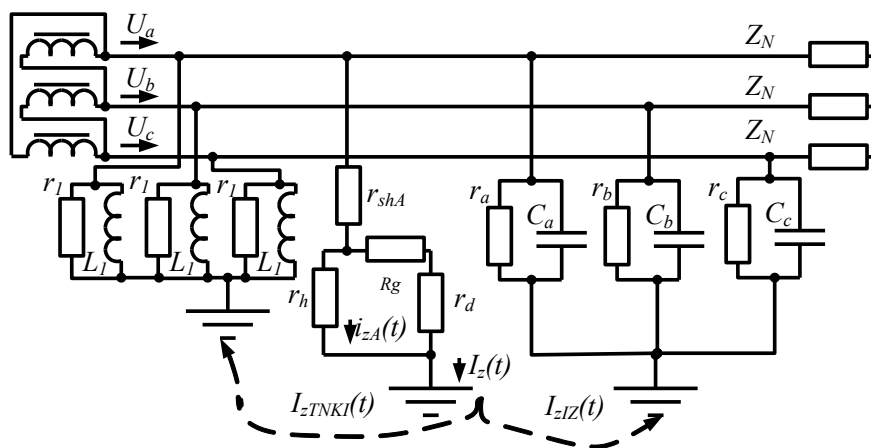 U_a
Z_N
U_b
Z_N
U_c
Z_N
r_1 r_1 r_1
L_1 L_1 L_1
r_shA
r_h
Rg
r_d
i_zA(t)
I_z(t)
r_a C_a r_b C_b r_c C_c
I_zTNKI(t)
I_zIZ(t)